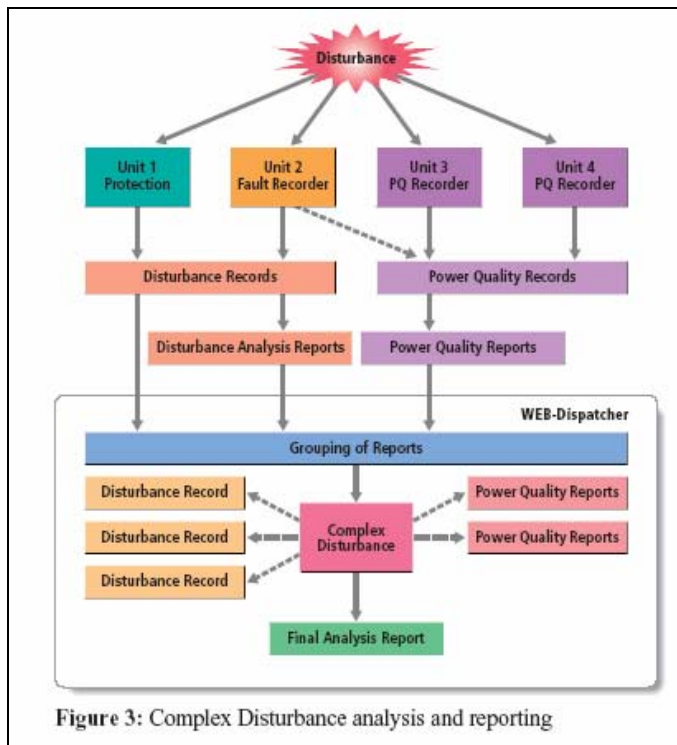 Disturbance
Unit 1
Protection
Unit 2
Fault Recorder
Unit 3
PQ Recorder
Unit 4
PQ Recorder
Disturbance Records
Power Quality Records
Disturbance Analysis Reports
Power Quality Reports
WEB-Dispatcher
Grouping of Reports
Disturbance Record
Power Quality Reports
Disturbance Record
Complex
Disturbance
Power Quality Reports
Disturbance Record
Final Analysis Report
Figure 3: Complex Disturbance analysis and reporting